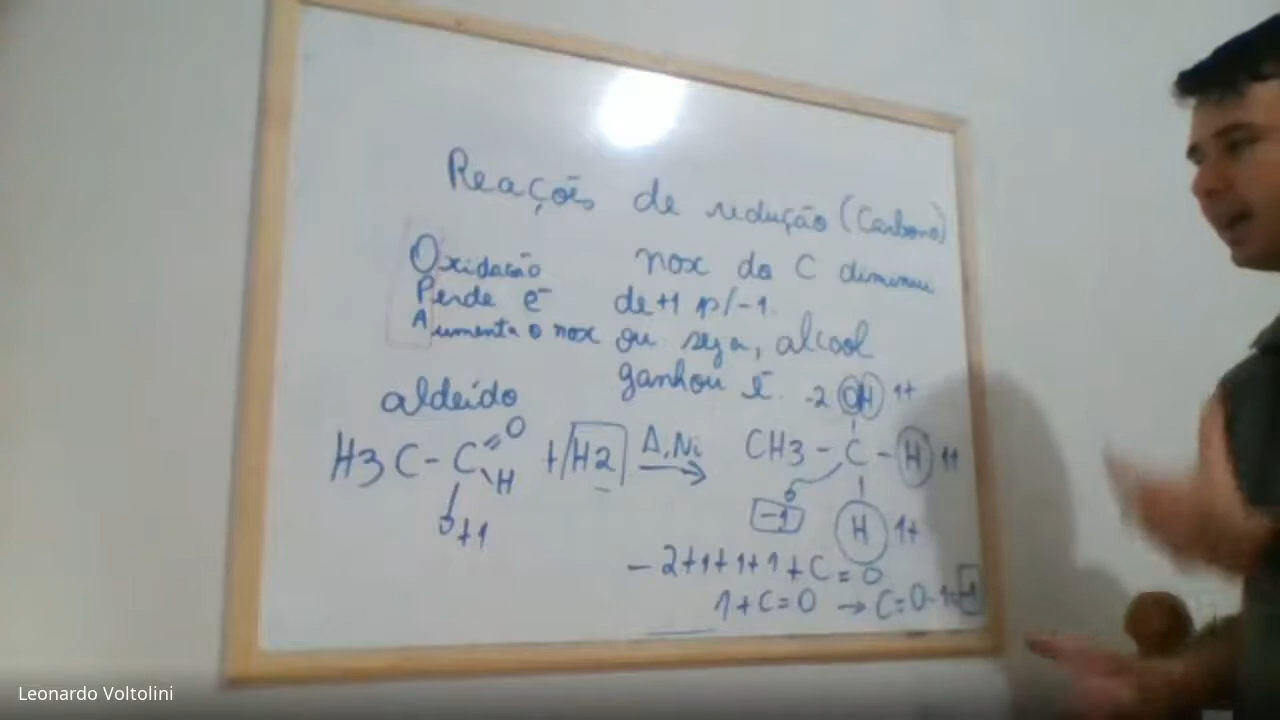 Reações de redução (Carbono)
Oxidação
Perde ē
Aumenta o nox
nox do C diminui
de +1 p/ -1.
ou seja, alcool
ganhou ē.
aldeído
H3C-C=O H + H2 Δ.Ni → CH3-C-H 1+
+1
-2 OH 1+
-1
H 1+
-2+1+1+1+C=0
1+C=0 → C=0-1=-1
Leonardo Voltolini